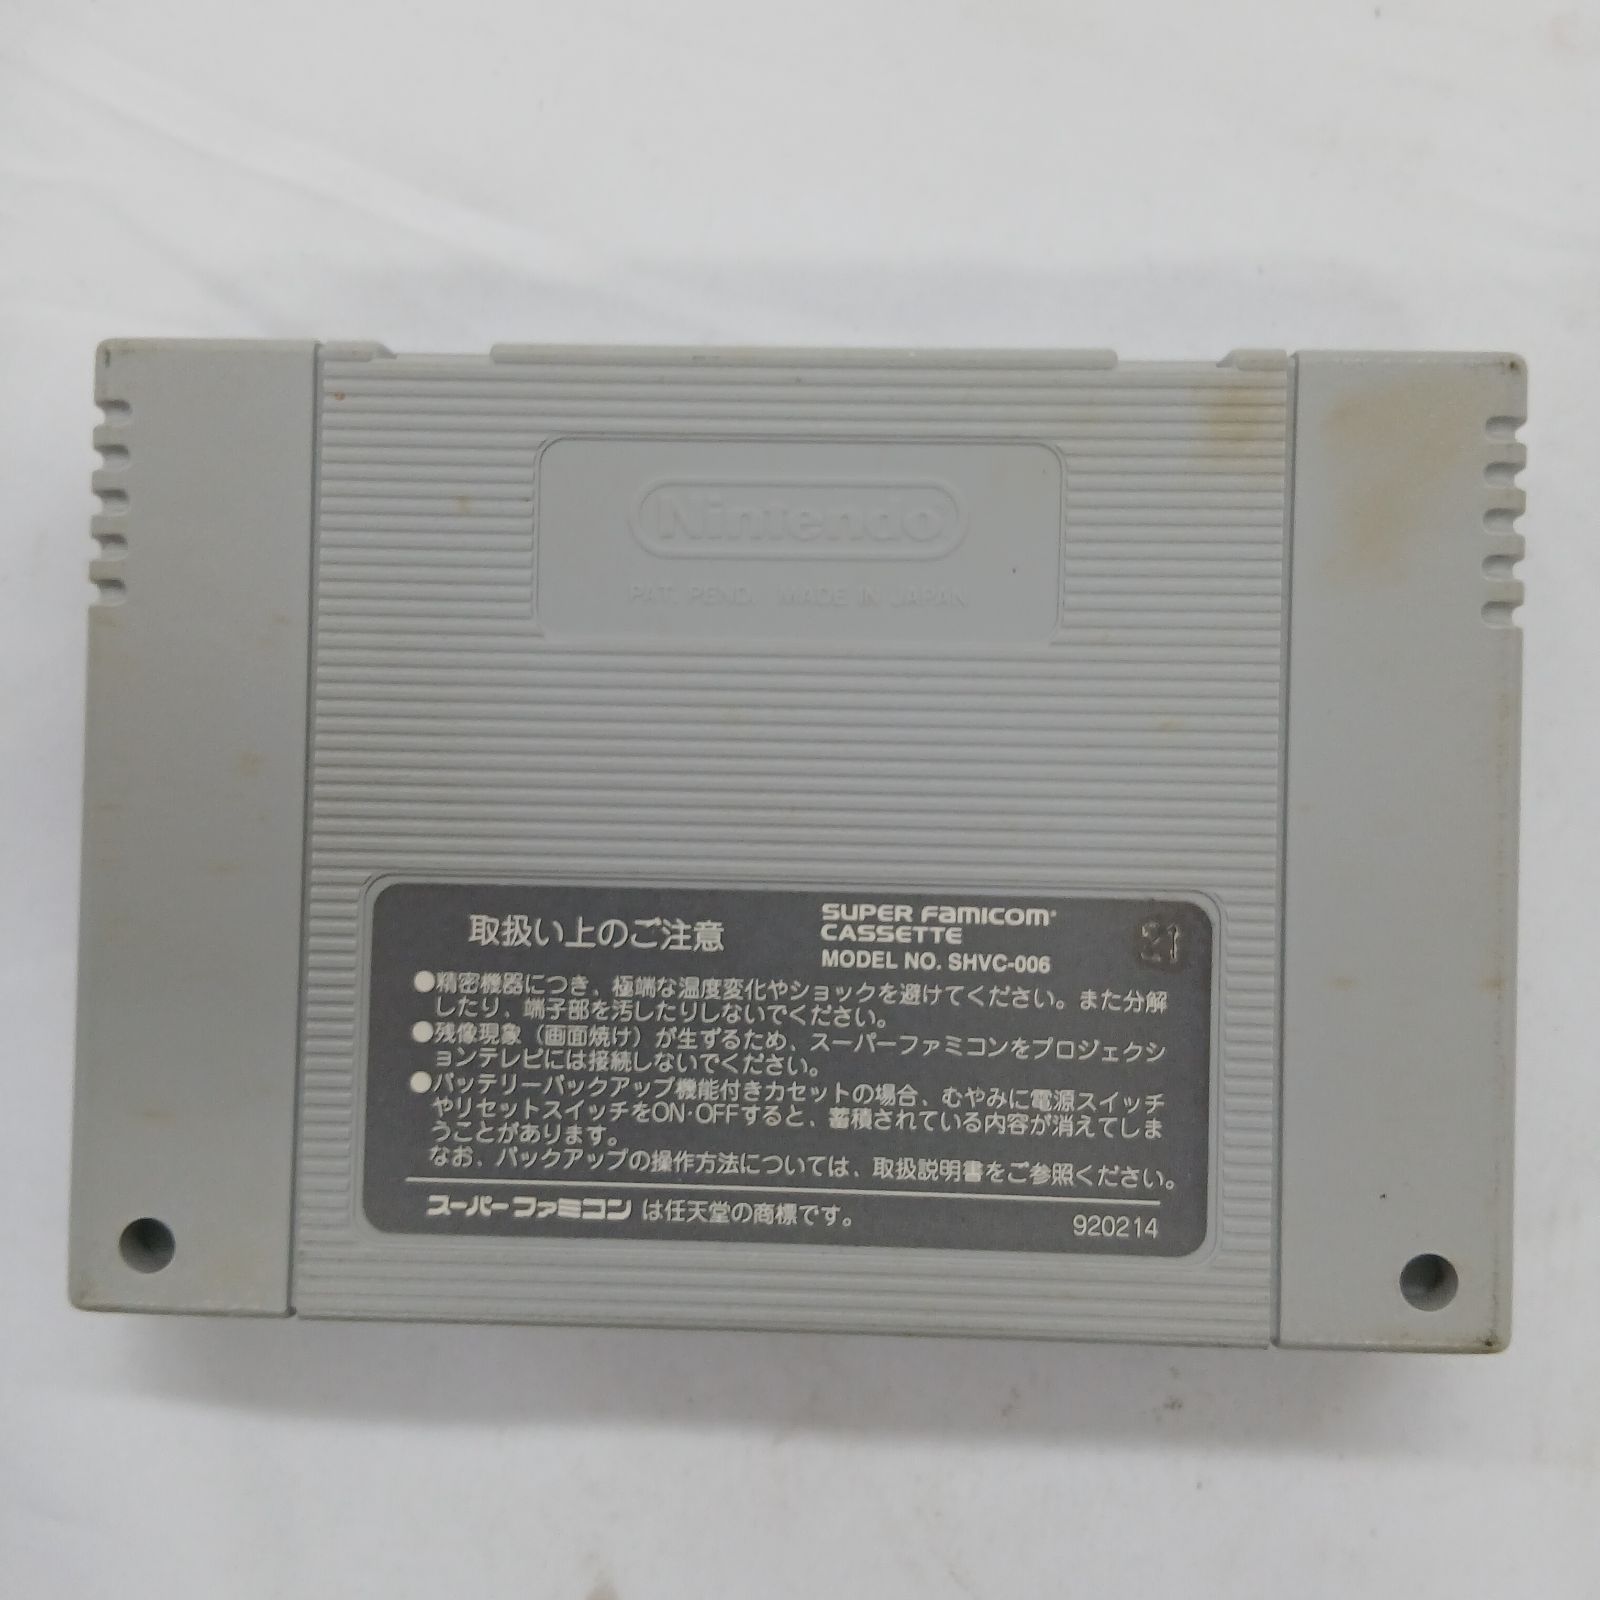 Nintendo
PAT. PEND. MADE IN JAPAN
取扱い上のご注意
SUPER FAMICOM
CASSETTE
MODEL NO. SHVC-006
21
●精密機器につき、極端な温度変化やショックを避けてください。また分解
したり、端子部を汚したりしないでください。
●残像現象（画面焼け）が生ずるため、スーパーファミコンをプロジェクシ
ョンテレビには接続しないでください。
●バッテリーバックアップ機能付きカセットの場合、むやみに電源スイッチ
やリセットスイッチをON･OFFすると、蓄積されている内容が消えてしま
うことがあります。
なお、バックアップの操作方法については、取扱説明書をご参照ください。
スーパーファミコン は任天堂の商標です。
920214